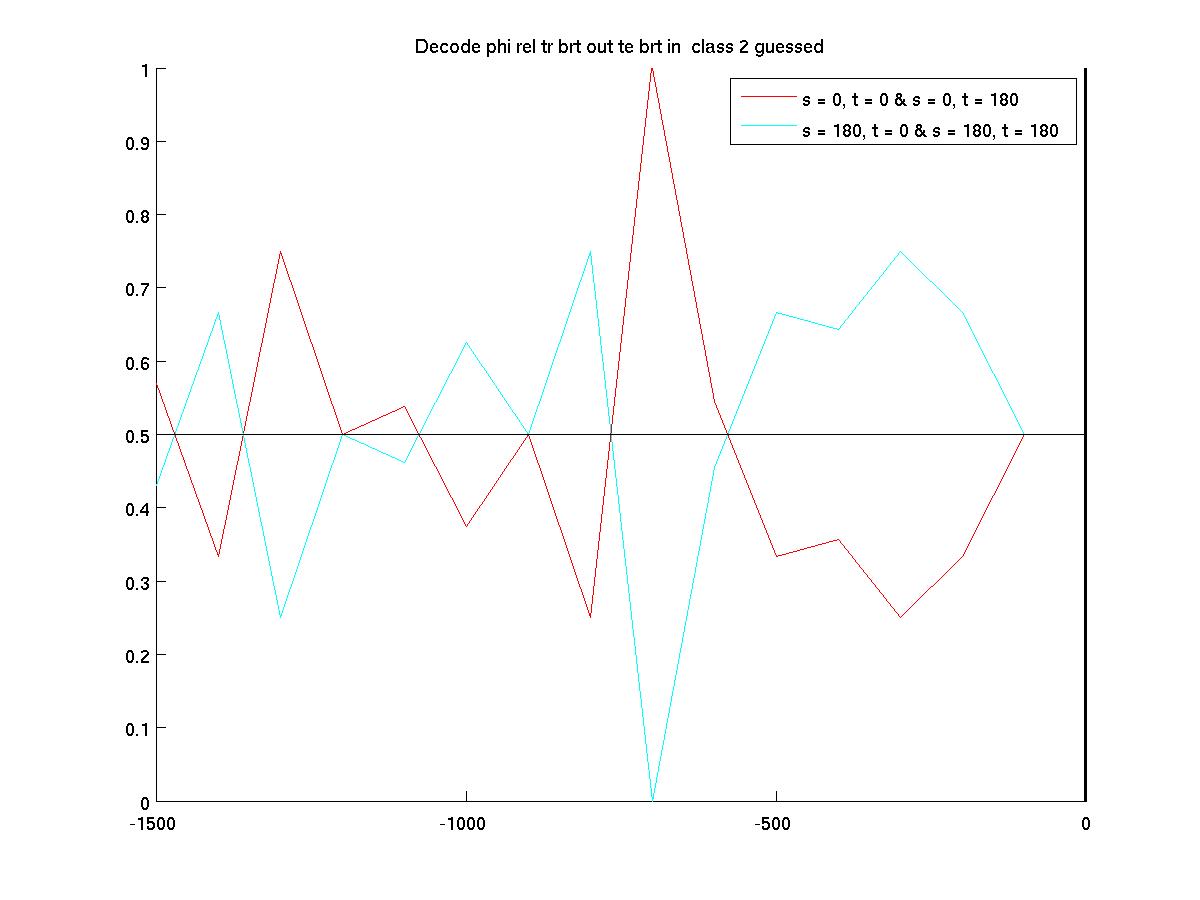 Decode phi rel tr brt out te brt in  class 2 guessed
s = 0, t = 0 & s = 0, t = 180
s = 180, t = 0 & s = 180, t = 180
1
0.9
0.8
0.7
0.6
0.5
0.4
0.3
0.2
0.1
0
-1500 -1000 -500 0